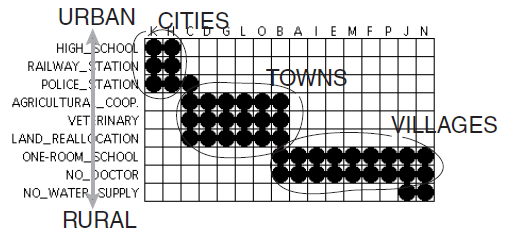 URBAN CITIES
K H C D G L O B A I E M F P J N
HIGH_SCHOOL
RAILWAY_STATION
POLICE_STATION
TOWNS
AGRICULTURAL_COOP.
VETERINARY
LAND_REALLOCATION
VILLAGES
ONE-ROOM_SCHOOL
NO_DOCTOR
NO_WATER_SUPPLY
RURAL